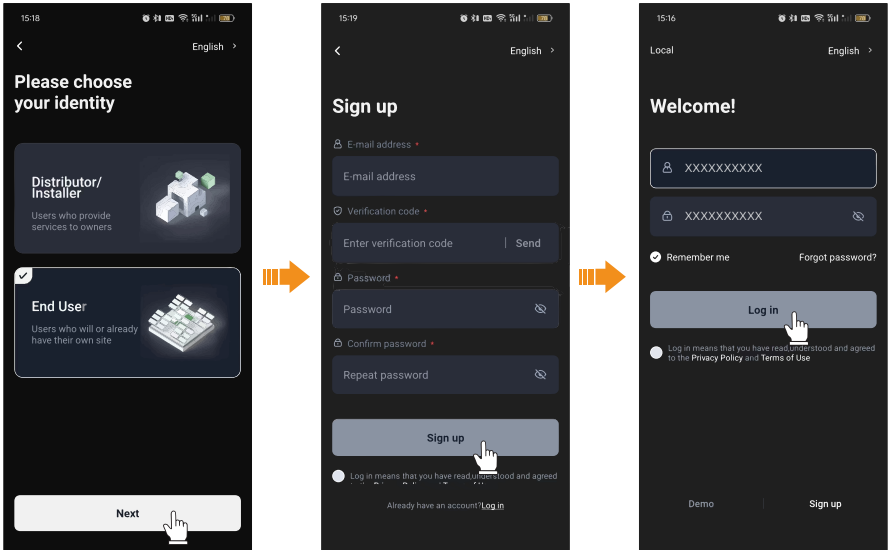 15:18
English
Please choose
your identity
Distributor/
Installer
Users who provide
services to owners
End User
Users who will or already
have their own site
Next
15:19
English
Sign up
E-mail address *
E-mail address
Verification code *
Enter verification code | Send
Password *
Password
Confirm password *
Repeat password
Sign up
Log in means that you have read,understood and agreed
Already have an account?Log in
15:16
Local English
Welcome!
XXXXXXXXXX
XXXXXXXXXX
Remember me Forgot password?
Log in
Log in means that you have read,understood and agreed
to the Privacy Policy and Terms of Use
Demo Sign up